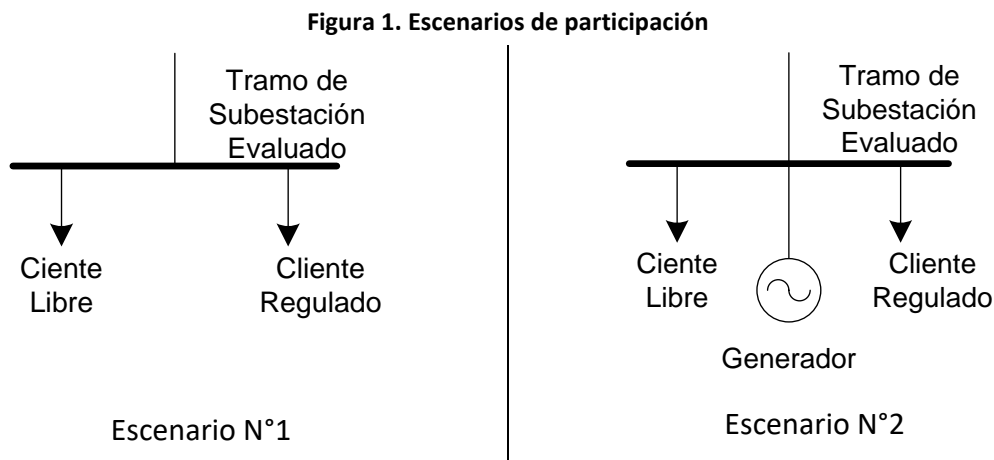 Figura 1. Escenarios de participación
Tramo de
Subestación
Evaluado
Ciente
Libre
Cliente
Regulado
Escenario N°1
Tramo de
Subestación
Evaluado
Ciente
Libre
Cliente
Regulado
Generador
Escenario N°2